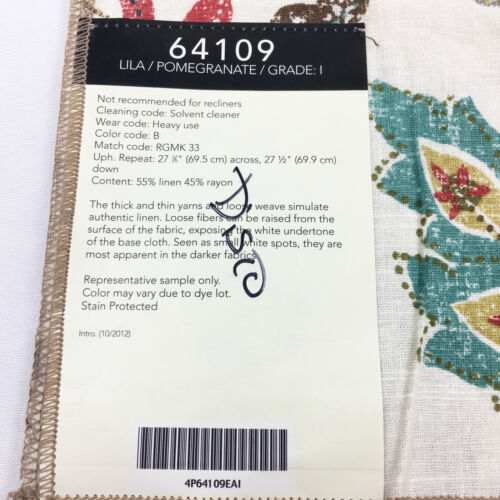 64109
LILA / POMEGRANATE / GRADE: I
Not recommended for recliners
Cleaning code: Solvent cleaner
Wear code: Heavy use
Color code: B
Match code: RGMK 33
Uph. Repeat: 27 ⅜" (69.5 cm) across, 27 ½" (69.9 cm)
down
Content: 55% linen 45% rayon
The thick and thin yarns and loose weave simulate
authentic linen. Loose fibers can be raised from the
surface of the fabric, exposing the white undertone
of the base cloth. Seen as small white spots, they are
most apparent in the darker fabrics.
Representative sample only.
Color may vary due to dye lot.
Stain Protected
Intro. (10/2012)
4P64109EAI